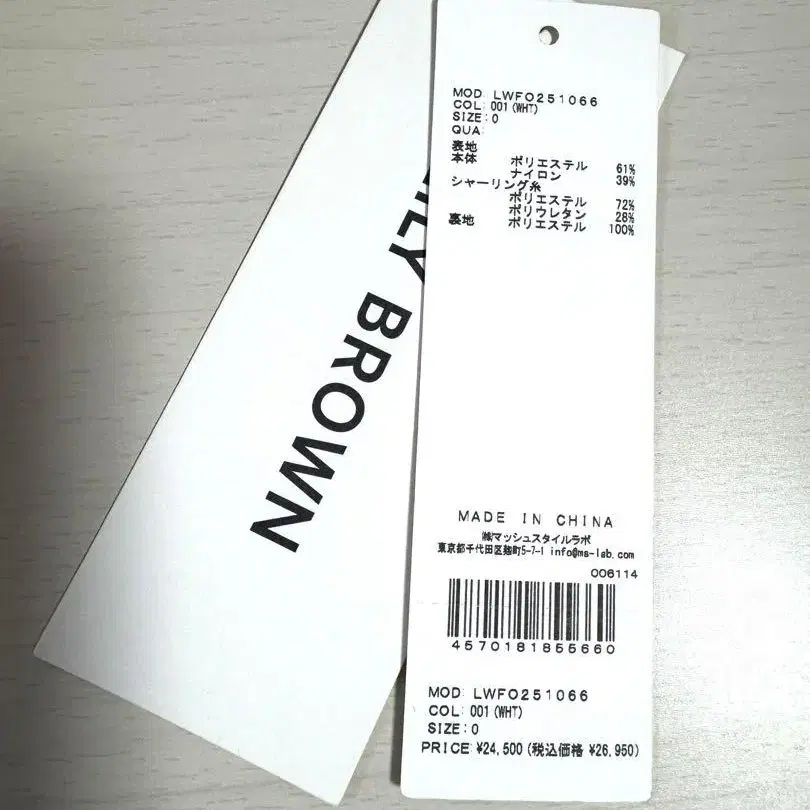 ILY BROWN
MOD: LWFO251066
COL: 001(WHT)
SIZE: 0
QUA:
表地
本体 ポリエステル 61%
ナイロン 39%
シャーリング糸
ポリエステル 72%
ポリウレタン 28%
裏地 ポリエステル 100%
MADE IN CHINA
㈱マッシュスタイルラボ
東京都千代田区麹町5-7-1 info@ms-lab.com
006114
4570181855660
MOD: LWFO251066
COL: 001(WHT)
SIZE: 0
PRICE: ¥24,500 (税込価格 ¥26,950)